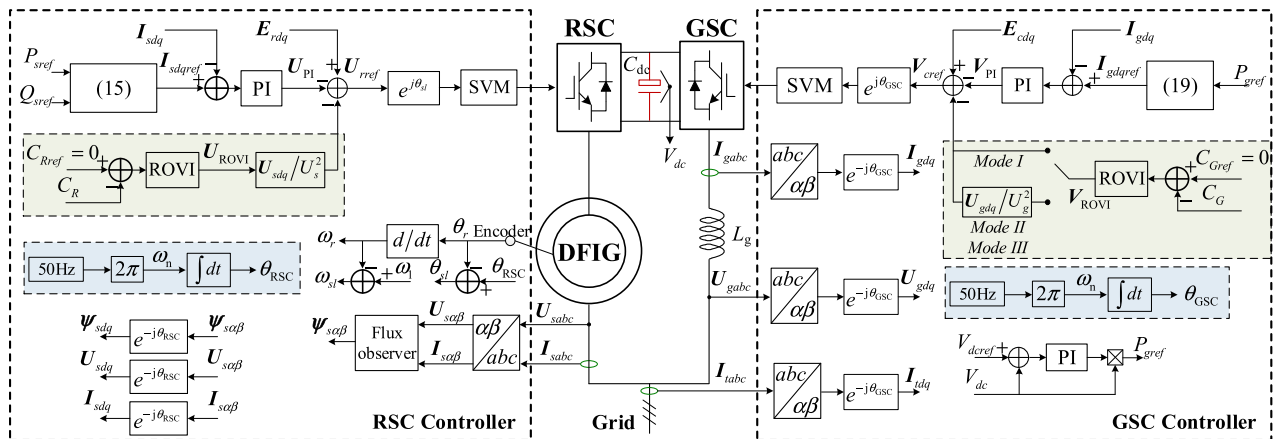 RSC
GSC
I_sdq
E_rdq
P_sref
Q_sref
(15)
I_sdqref
−
+
PI
U_PI
−
+
−
U_rref
e^{jθ_sl}
SVM
C_Rref = 0
C_R
+
−
ROVI
U_ROVI
U_sdq/U_s^2
50Hz
2π
ω_n
∫dt
θ_RSC
ψ_sdq
e^{−jθ_RSC}
ψ_sαβ
U_sdq
e^{−jθ_RSC}
U_sαβ
I_sdq
e^{−jθ_RSC}
I_sαβ
RSC Controller
ω_r
d/dt
θ_r
Encoder
ω_sl
−
+
ω_1
θ_sl
−
+
θ_RSC
ψ_sαβ
Flux
observer
U_sαβ
I_sαβ
αβ
abc
U_sabc
I_sabc
DFIG
Grid
C_dc
V_dc
L_g
I_gabc
U_gabc
I_tabc
abc
αβ
e^{−jθ_GSC}
I_gdq
abc
αβ
e^{−jθ_GSC}
U_gdq
abc
αβ
e^{−jθ_GSC}
I_tdq
SVM
e^{jθ_GSC}
V_cref
E_cdq
+
−
−
V_PI
PI
I_gdq
−
+
I_gdqref
(19)
P_gref
Mode I
U_gdq/U_g^2
Mode II
Mode III
V_ROVI
ROVI
+
−
C_Gref = 0
C_G
50Hz
2π
ω_n
∫dt
θ_GSC
V_dcref
+
−
V_dc
PI
P_gref
GSC Controller